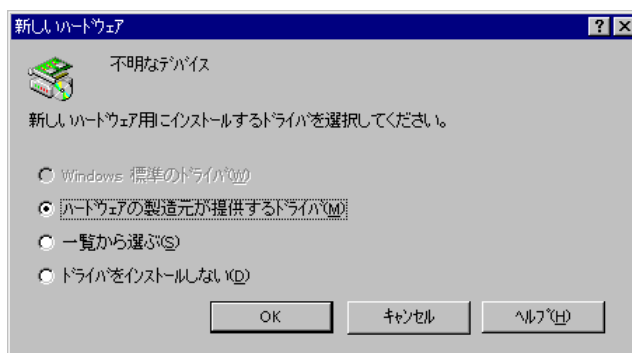 新しいハードウェア
不明なデバイス
新しいハードウェア用にインストールするドライバを選択してください。
Windows 標準のドライバ(W)
ハードウェアの製造元が提供するドライバ(M)
一覧から選ぶ(S)
ドライバをインストールしない(D)
OK キャンセル ヘルプ(H)